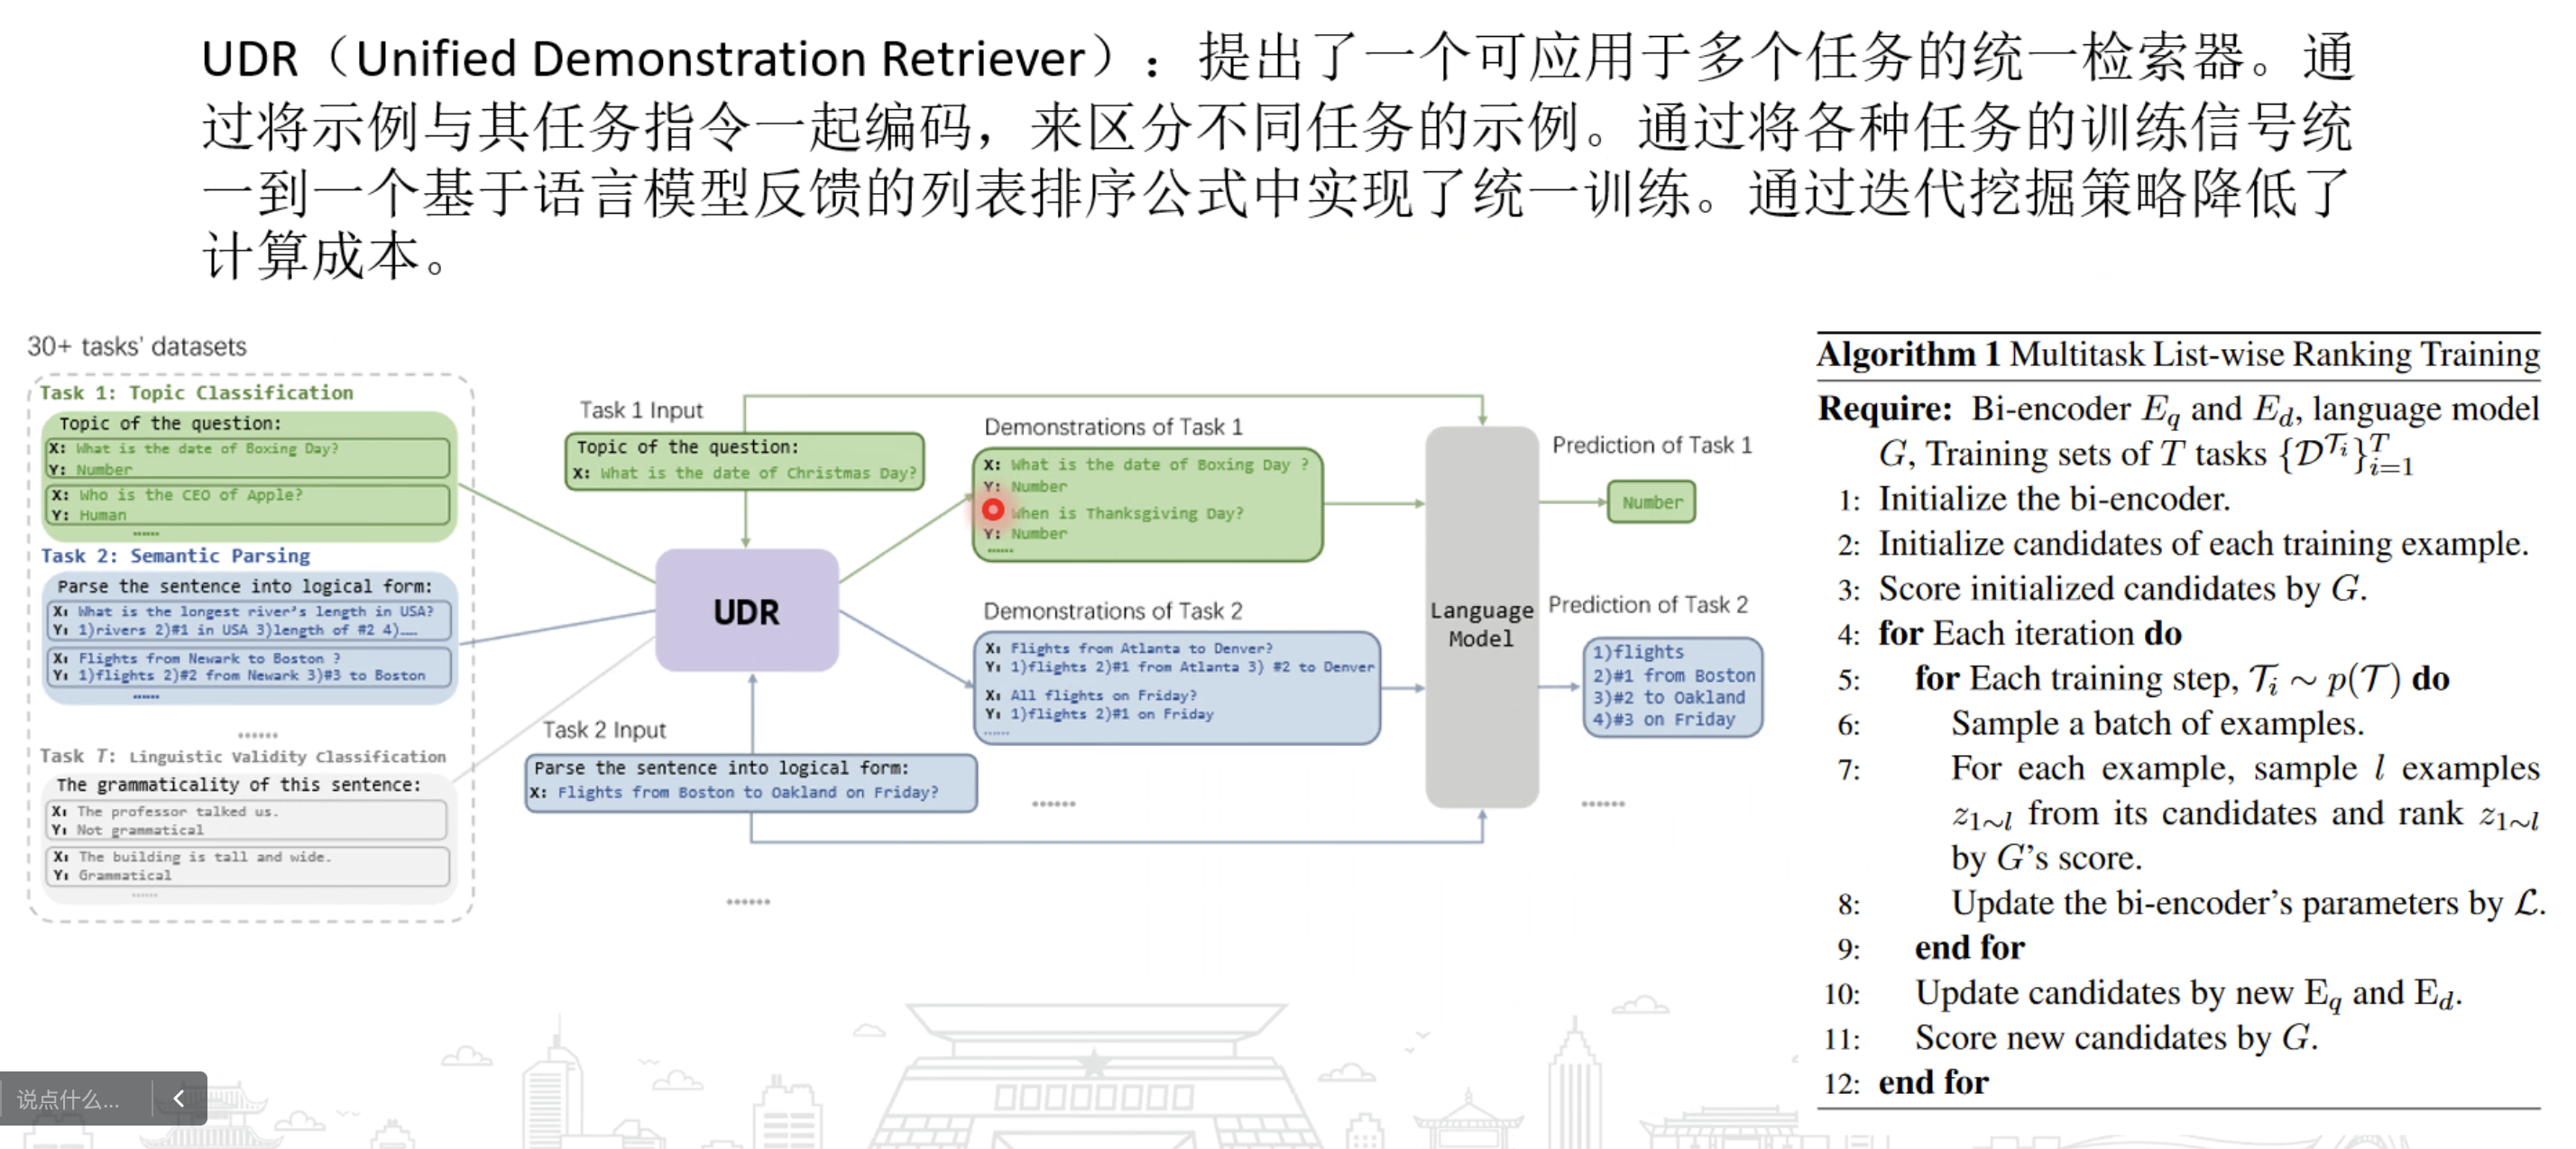 UDR（Unified Demonstration Retriever）：提出了一个可应用于多个任务的统一检索器。通
过将示例与其任务指令一起编码，来区分不同任务的示例。通过将各种任务的训练信号统
一到一个基于语言模型反馈的列表排序公式中实现了统一训练。通过迭代挖掘策略降低了
计算成本。
30+ tasks' datasets
Task 1: Topic Classification
Topic of the question:
X: What is the date of Boxing Day?
Y: Number
X: Who is the CEO of Apple?
Y: Human
......
Task 2: Semantic Parsing
Parse the sentence into logical form:
X: What is the longest river's length in USA?
Y: 1)rivers 2)#1 in USA 3)length of #2 4)……
X: Flights from Newark to Boston ?
Y: 1)flights 2)#2 from Newark 3)#3 to Boston
......
......
Task T: Linguistic Validity Classification
The grammaticality of this sentence:
X: The professor talked us.
Y: Not grammatical
X: The building is tall and wide.
Y: Grammatical
......
Task 1 Input
Topic of the question:
X: What is the date of Christmas Day?
UDR
Task 2 Input
Parse the sentence into logical form:
X: Flights from Boston to Oakland on Friday?
......
Demonstrations of Task 1
X: What is the date of Boxing Day ?
Y: Number
When is Thanksgiving Day?
Y: Number
......
Demonstrations of Task 2
X: Flights from Atlanta to Denver?
Y: 1)flights 2)#1 from Atlanta 3) #2 to Denver
X: All flights on Friday?
Y: 1)flights 2)#1 on Friday
......
......
Language
Model
Prediction of Task 1
Number
Prediction of Task 2
1)flights
2)#1 from Boston
3)#2 to Oakland
4)#3 on Friday
......
Algorithm 1 Multitask List-wise Ranking Training
Require: Bi-encoder E_q and E_d, language model
G, Training sets of T tasks {𝒟^{𝒯_i}}_{i=1}^T
1: Initialize the bi-encoder.
2: Initialize candidates of each training example.
3: Score initialized candidates by G.
4: for Each iteration do
5: for Each training step, 𝒯_i ∼ p(𝒯) do
6: Sample a batch of examples.
7: For each example, sample l examples
z_{1∼l} from its candidates and rank z_{1∼l}
by G's score.
8: Update the bi-encoder's parameters by ℒ.
9: end for
10: Update candidates by new E_q and E_d.
11: Score new candidates by G.
12: end for
说点什么...